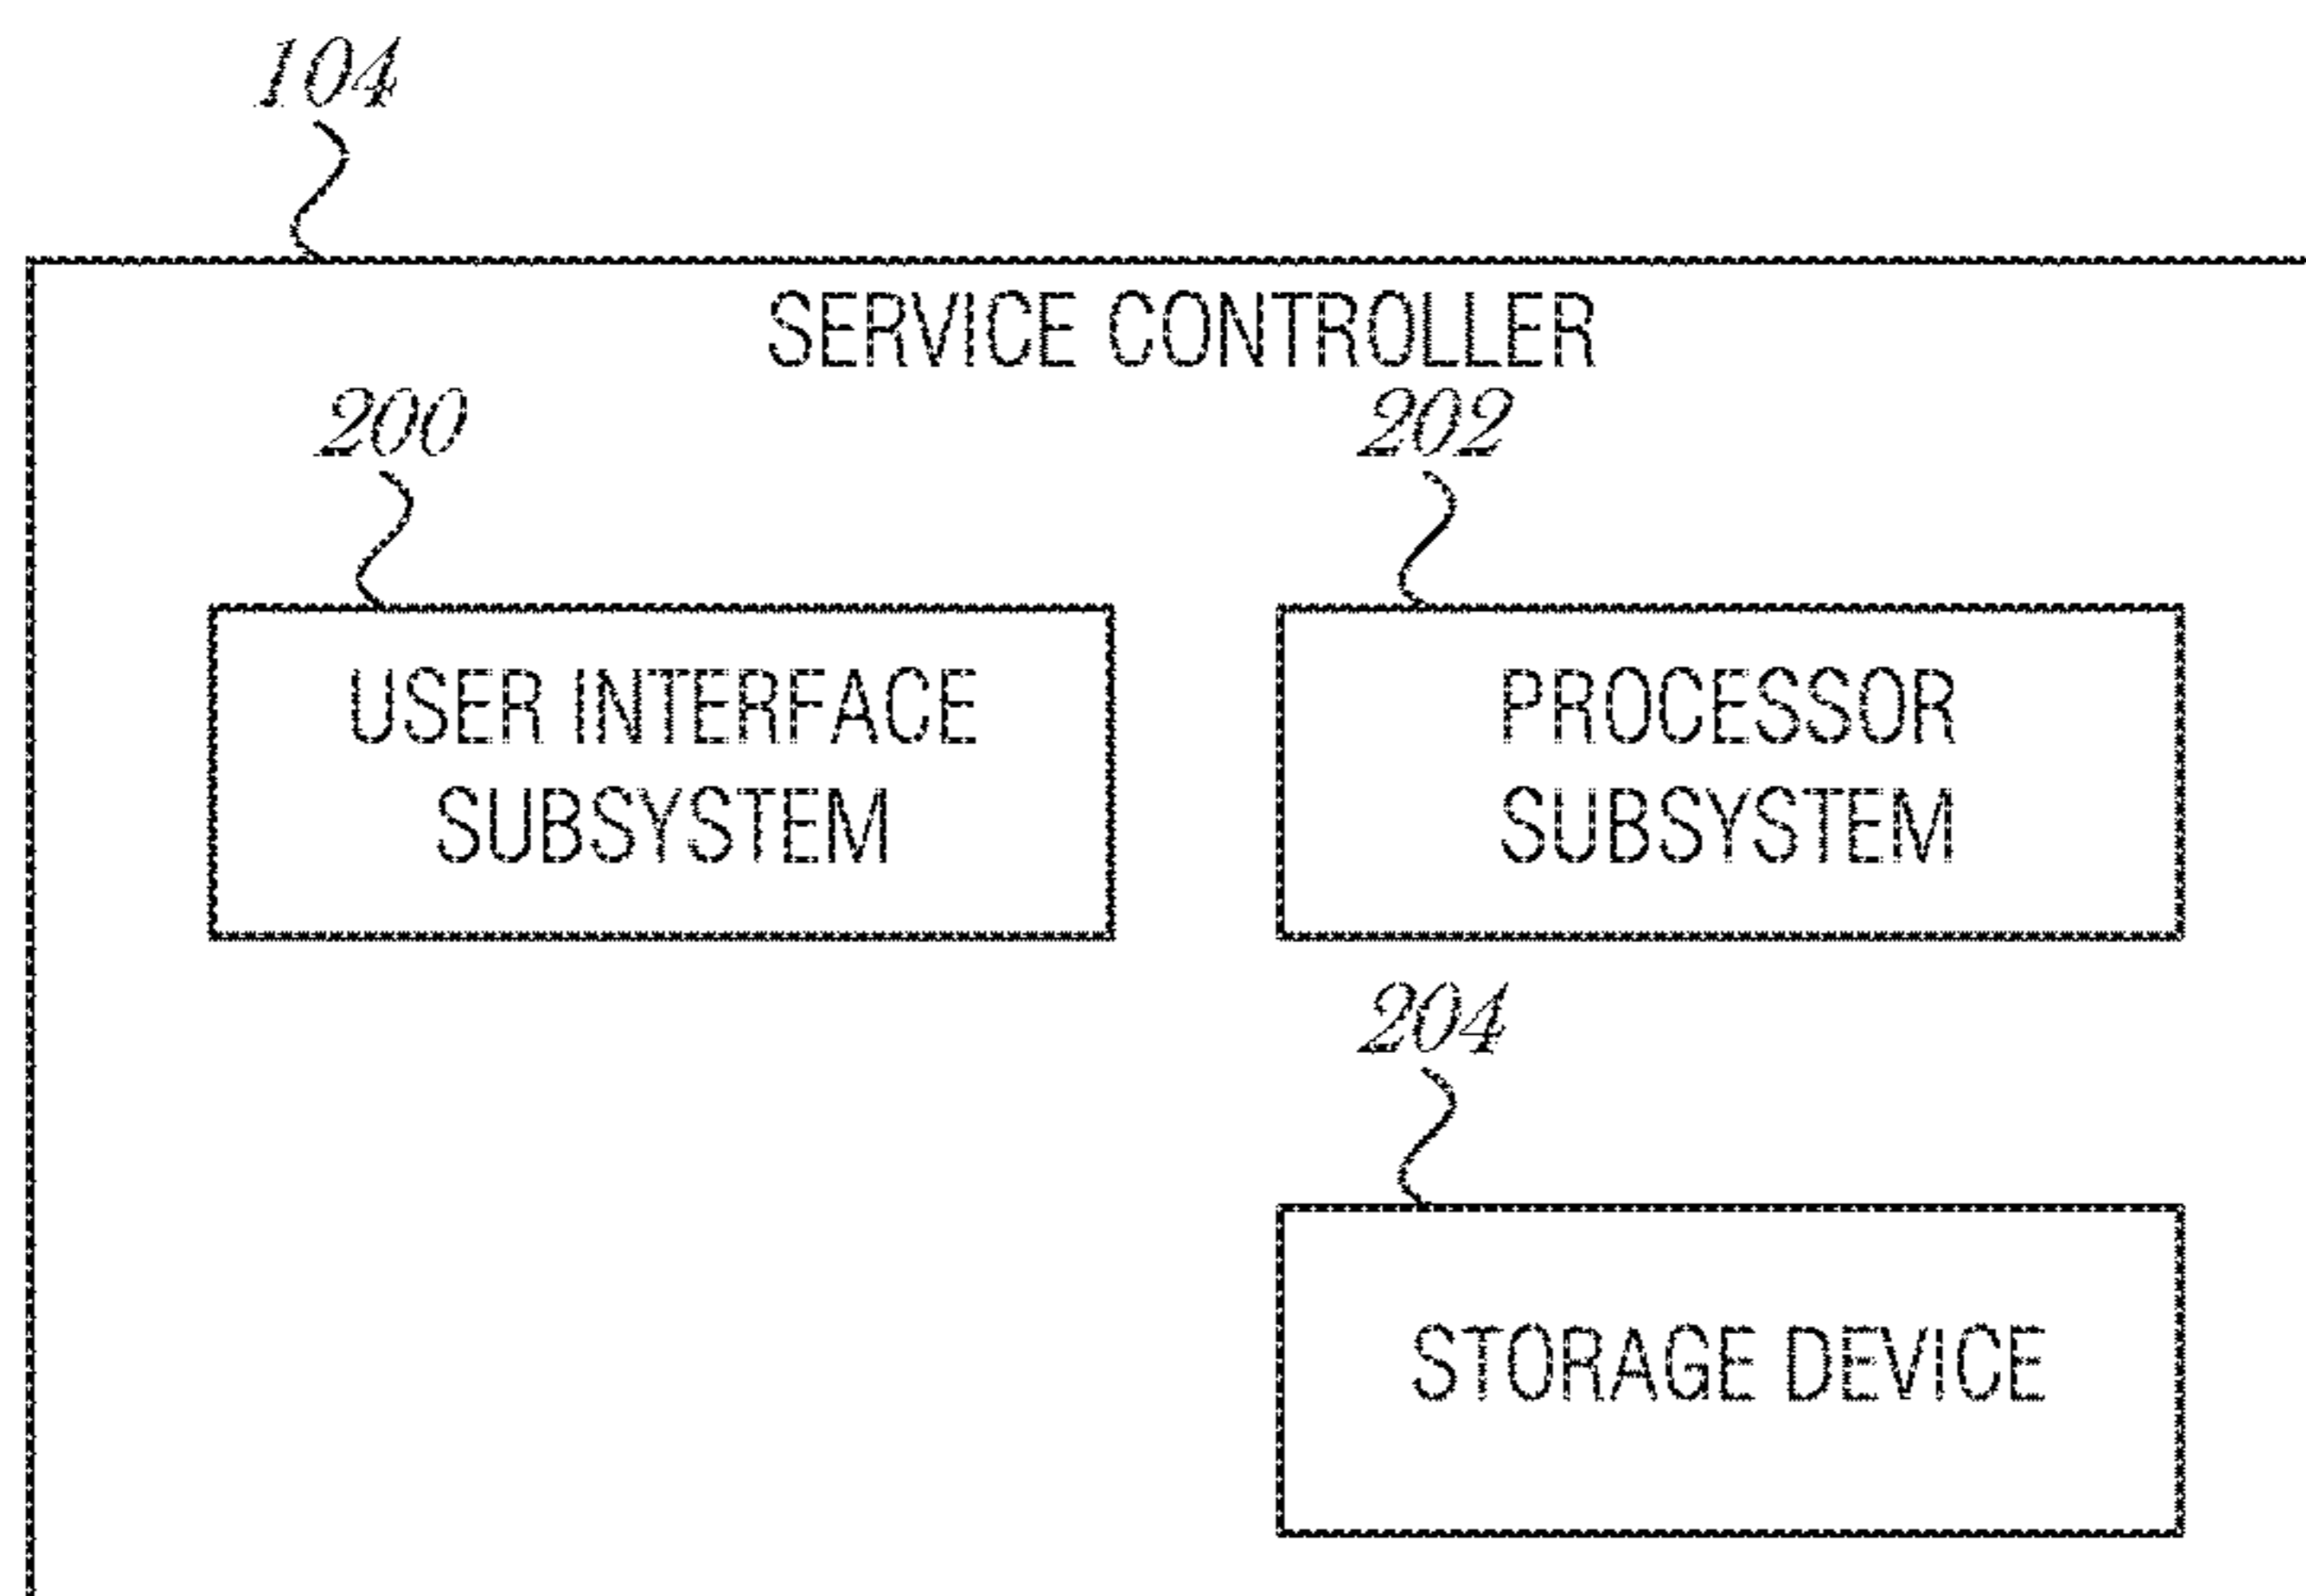 104
SERVICE CONTROLLER
200
202
USER INTERFACE
SUBSYSTEM
PROCESSOR
SUBSYSTEM
204
STORAGE DEVICE